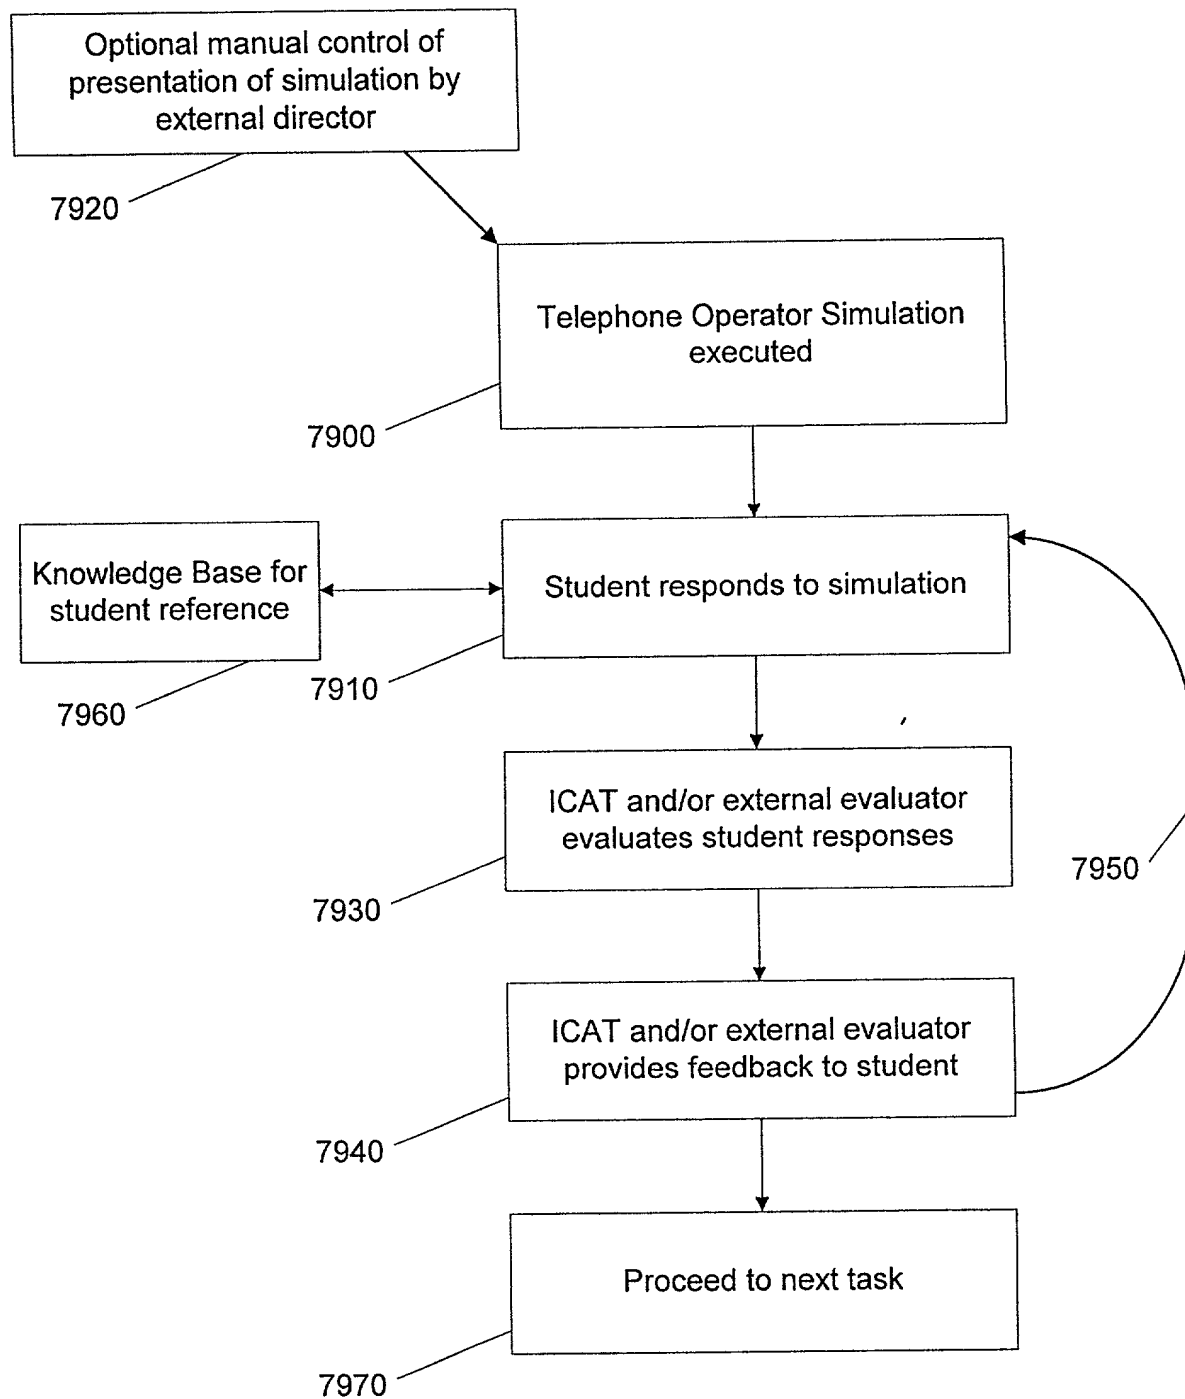 Optional manual control of
presentation of simulation by
external director
7920
Telephone Operator Simulation
executed
7900
Knowledge Base for
student reference
7960
Student responds to simulation
7910
ICAT and/or external evaluator
evaluates student responses
7930
7950
ICAT and/or external evaluator
provides feedback to student
7940
Proceed to next task
7970